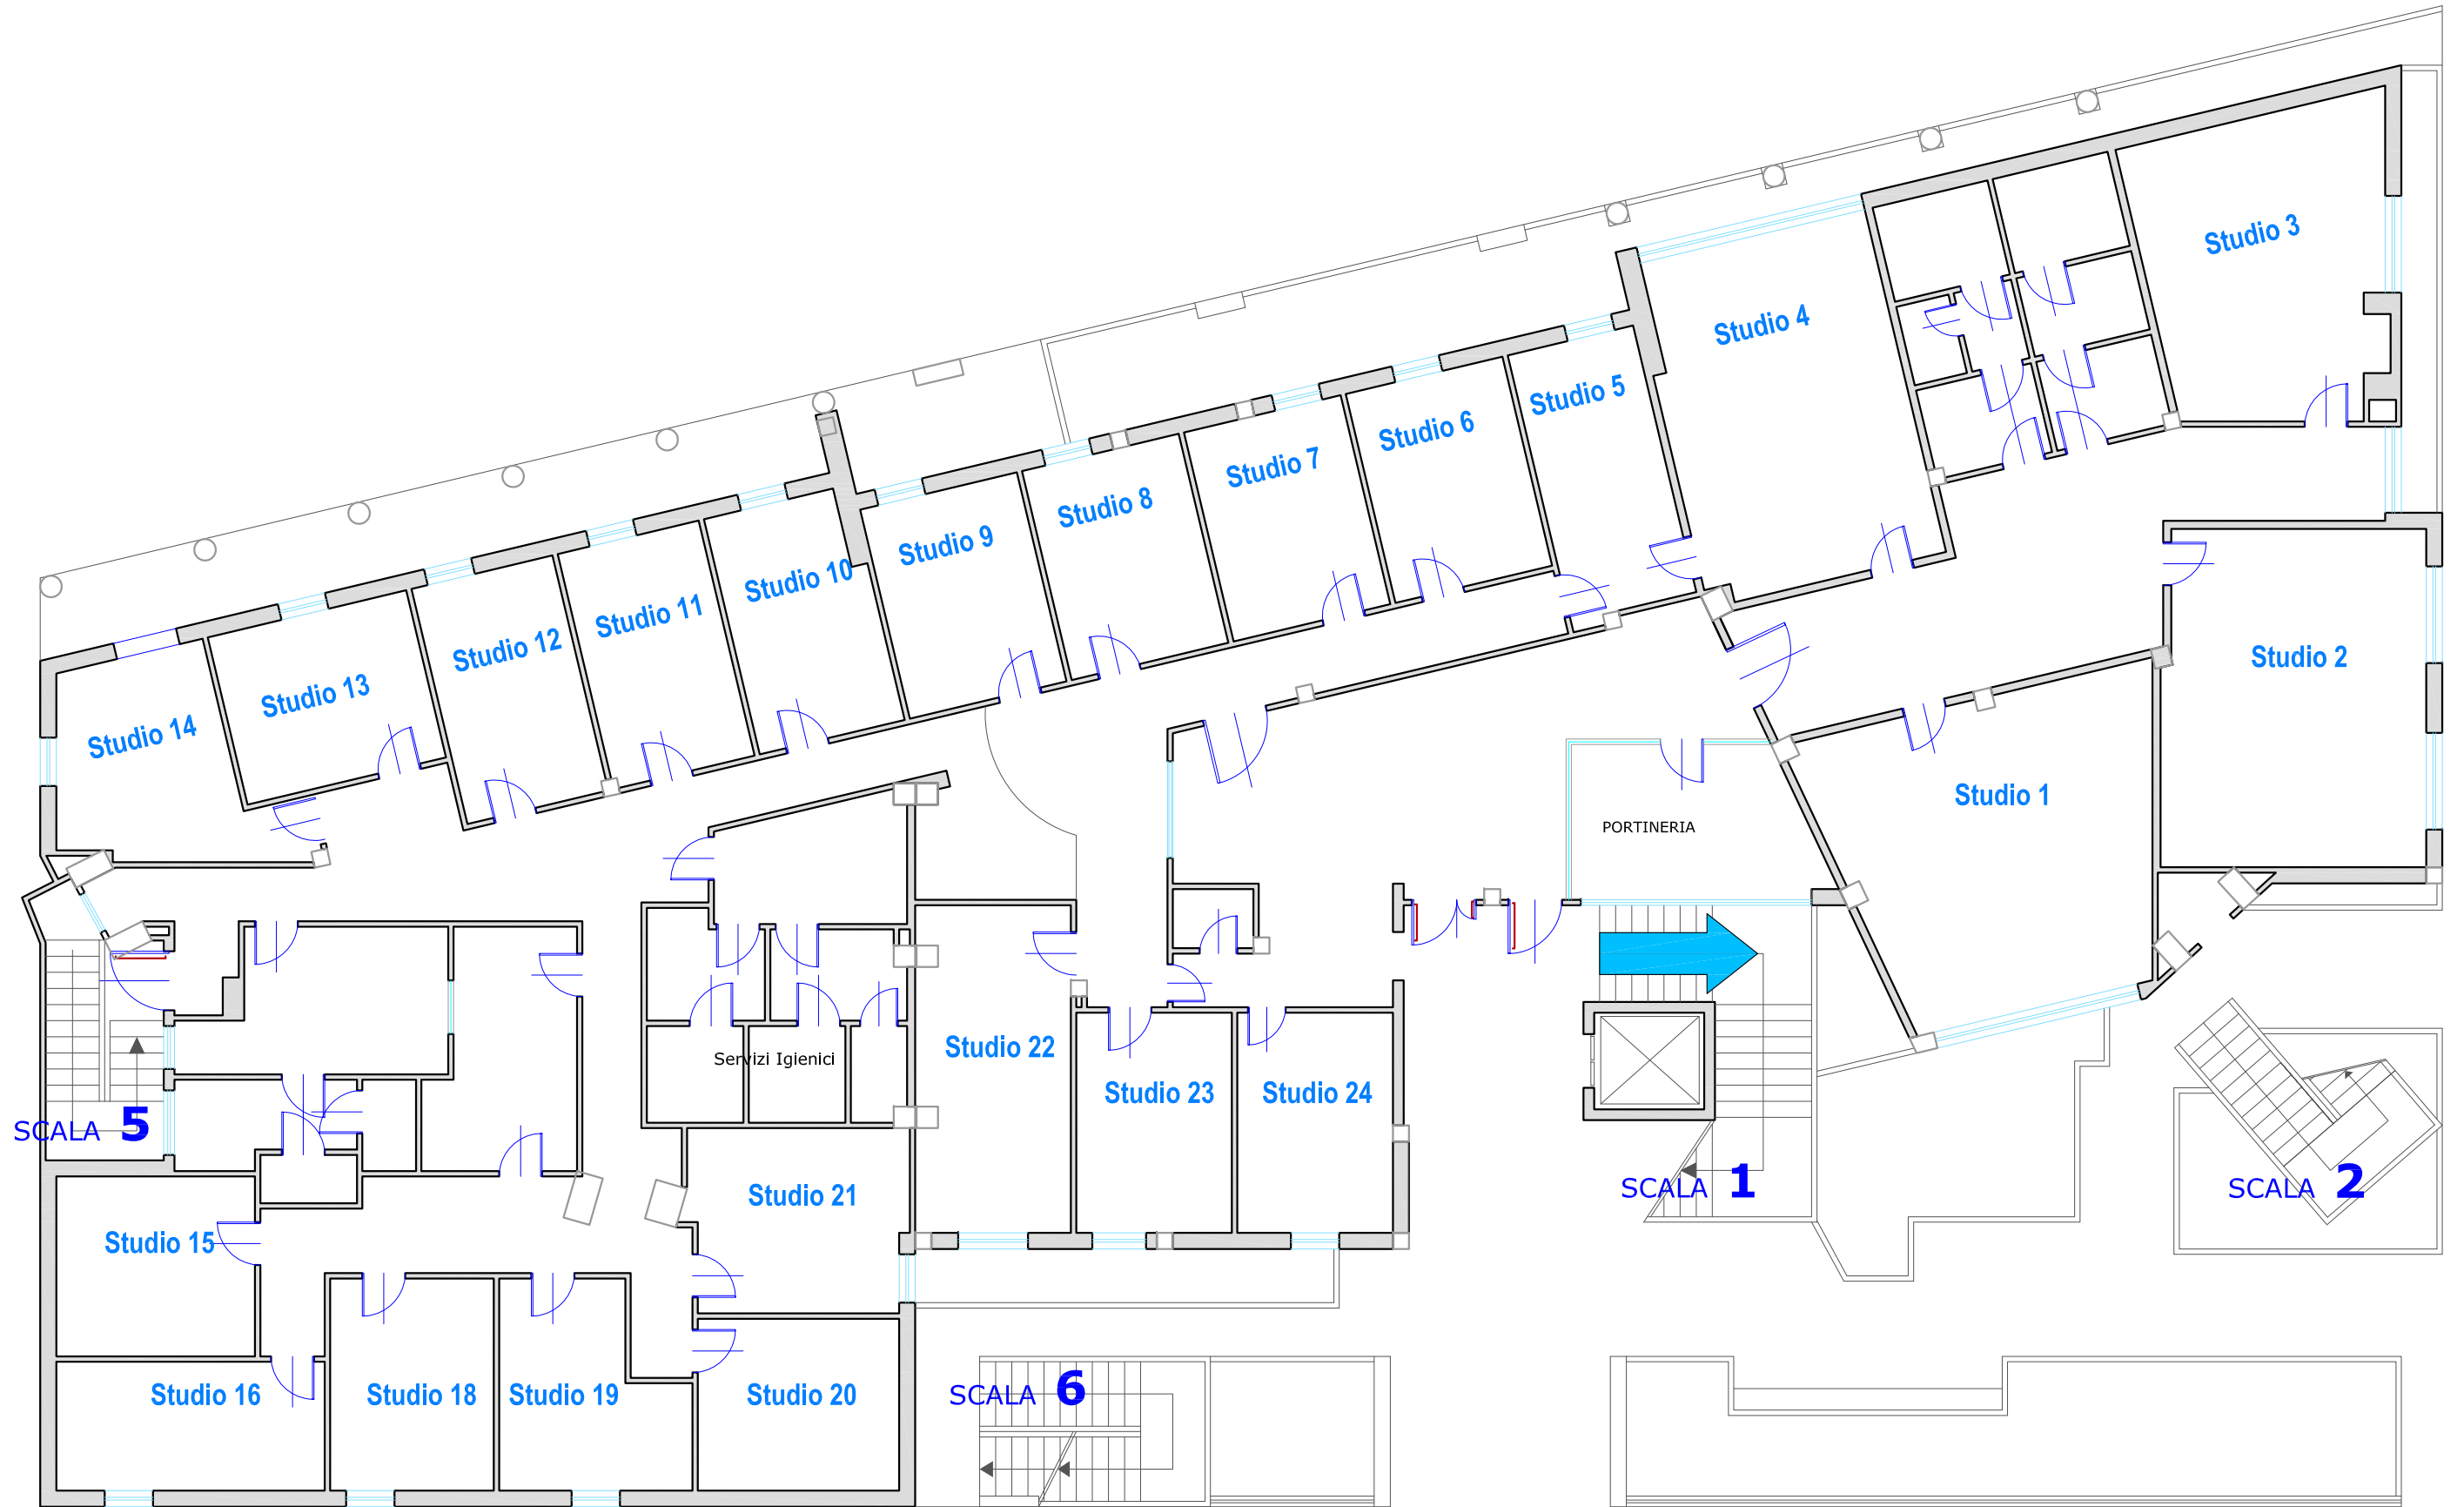 Studio 3
Studio 4
Studio 5
Studio 6
Studio 7
Studio 8
Studio 9
Studio 10
Studio 11
Studio 12
Studio 13
Studio 14
Studio 2
Studio 1
PORTINERIA
Servizi Igienici
Studio 22
Studio 23
Studio 24
SCALA 5
SCALA 1
SCALA 2
Studio 21
Studio 15
Studio 16
Studio 18
Studio 19
Studio 20
SCALA 6